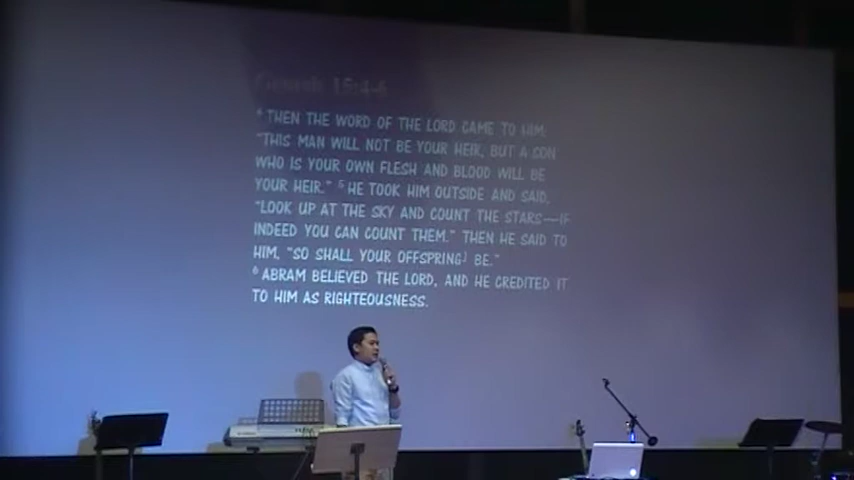 Genesis 15:4-6
⁴ THEN THE WORD OF THE LORD CAME TO HIM.
"THIS MAN WILL NOT BE YOUR HEIR, BUT A SON
WHO IS YOUR OWN FLESH AND BLOOD WILL BE
YOUR HEIR." ⁵ HE TOOK HIM OUTSIDE AND SAID,
"LOOK UP AT THE SKY AND COUNT THE STARS—IF
INDEED YOU CAN COUNT THEM." THEN HE SAID TO
HIM, "SO SHALL YOUR OFFSPRING] BE."
⁶ ABRAM BELIEVED THE LORD, AND HE CREDITED IT
TO HIM AS RIGHTEOUSNESS.